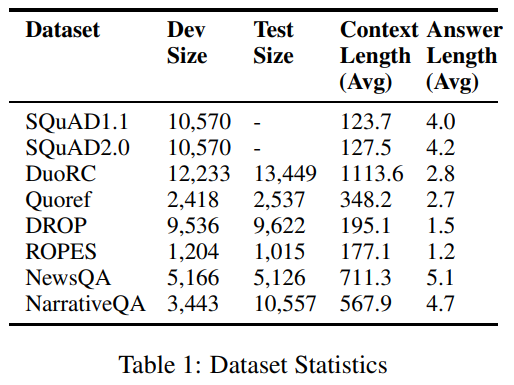 Dataset Dev Test Context Answer
Size Size Length Length
(Avg) (Avg)
SQuAD1.1 10,570 - 123.7 4.0
SQuAD2.0 10,570 - 127.5 4.2
DuoRC 12,233 13,449 1113.6 2.8
Quoref 2,418 2,537 348.2 2.7
DROP 9,536 9,622 195.1 1.5
ROPES 1,204 1,015 177.1 1.2
NewsQA 5,166 5,126 711.3 5.1
NarrativeQA 3,443 10,557 567.9 4.7
Table 1: Dataset Statistics